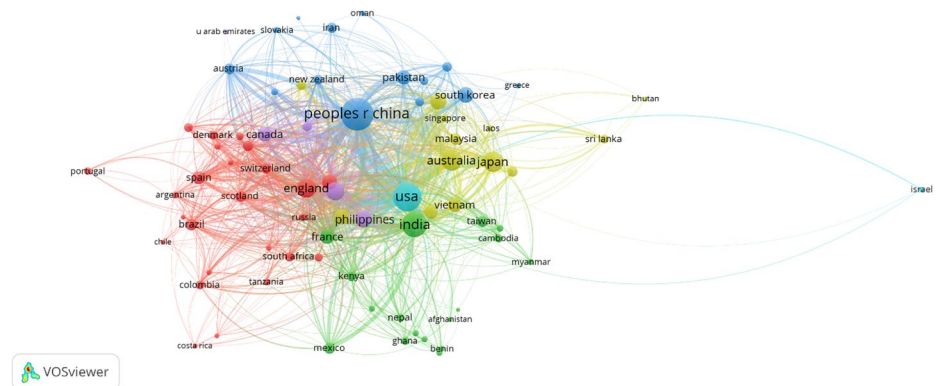 oman
u arab emirates
slovakia
iran
austria
new zealand
pakistan
greece
south korea
bhutan
peoples r china
singapore
laos
denmark
canada
malaysia
sri lanka
portugal
switzerland
australia
japan
spain
england
israel
argentina
scotland
usa
vietnam
russia
philippines
brazil
india
taiwan
chile
france
cambodia
south africa
myanmar
kenya
colombia
tanzania
nepal
afghanistan
costa rica
mexico
ghana
benin
VOSviewer